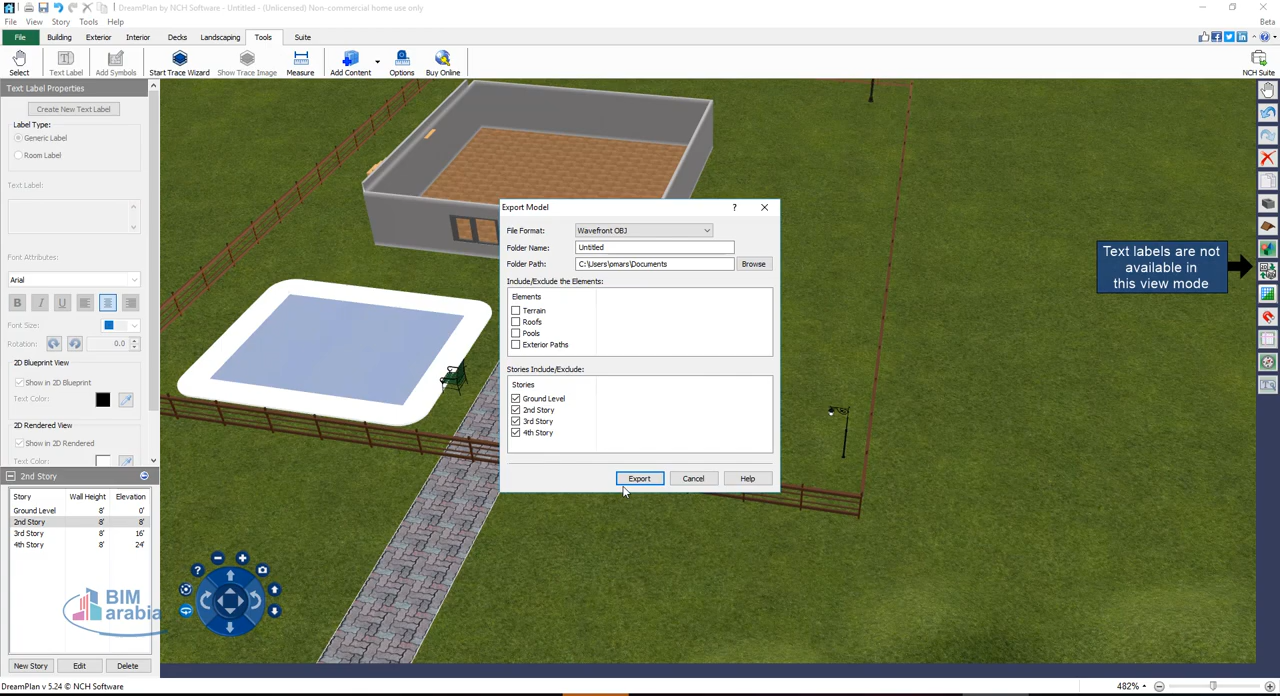 DreamPlan by NCH Software - Untitled - (Unlicensed) Non-commercial home use only
File View Story Tools Help
Beta
File Building Exterior Interior Decks Landscaping Tools Suite
Select Text Label Add Symbols Start Trace Wizard Show Trace Image Measure Add Content Options Buy Online NCH Suite
Text Label Properties
Create New Text Label
Label Type:
Generic Label
Room Label
Text Label:
Font Attributes:
Arial
B I U
Font Size:
Rotation: 0.0
2D Blueprint View
Show in 2D Blueprint
Text Color:
2D Rendered View
Show in 2D Rendered
Text Color:
2nd Story
Story Wall Height Elevation
Ground Level 8' 0'
2nd Story 8' 8'
3rd Story 8' 16'
4th Story 8' 24'
BIM
arabia
New Story Edit Delete
Export Model
File Format: Wavefront OBJ
Folder Name: Untitled
Folder Path: C:\Users\omars\Documents Browse
Include/Exclude the Elements:
Elements
Terrain
Roofs
Pools
Exterior Paths
Stories Include/Exclude:
Stories
Ground Level
2nd Story
3rd Story
4th Story
Export Cancel Help
Text labels are not
available in
this view mode
DreamPlan v 5.24 © NCH Software 482%